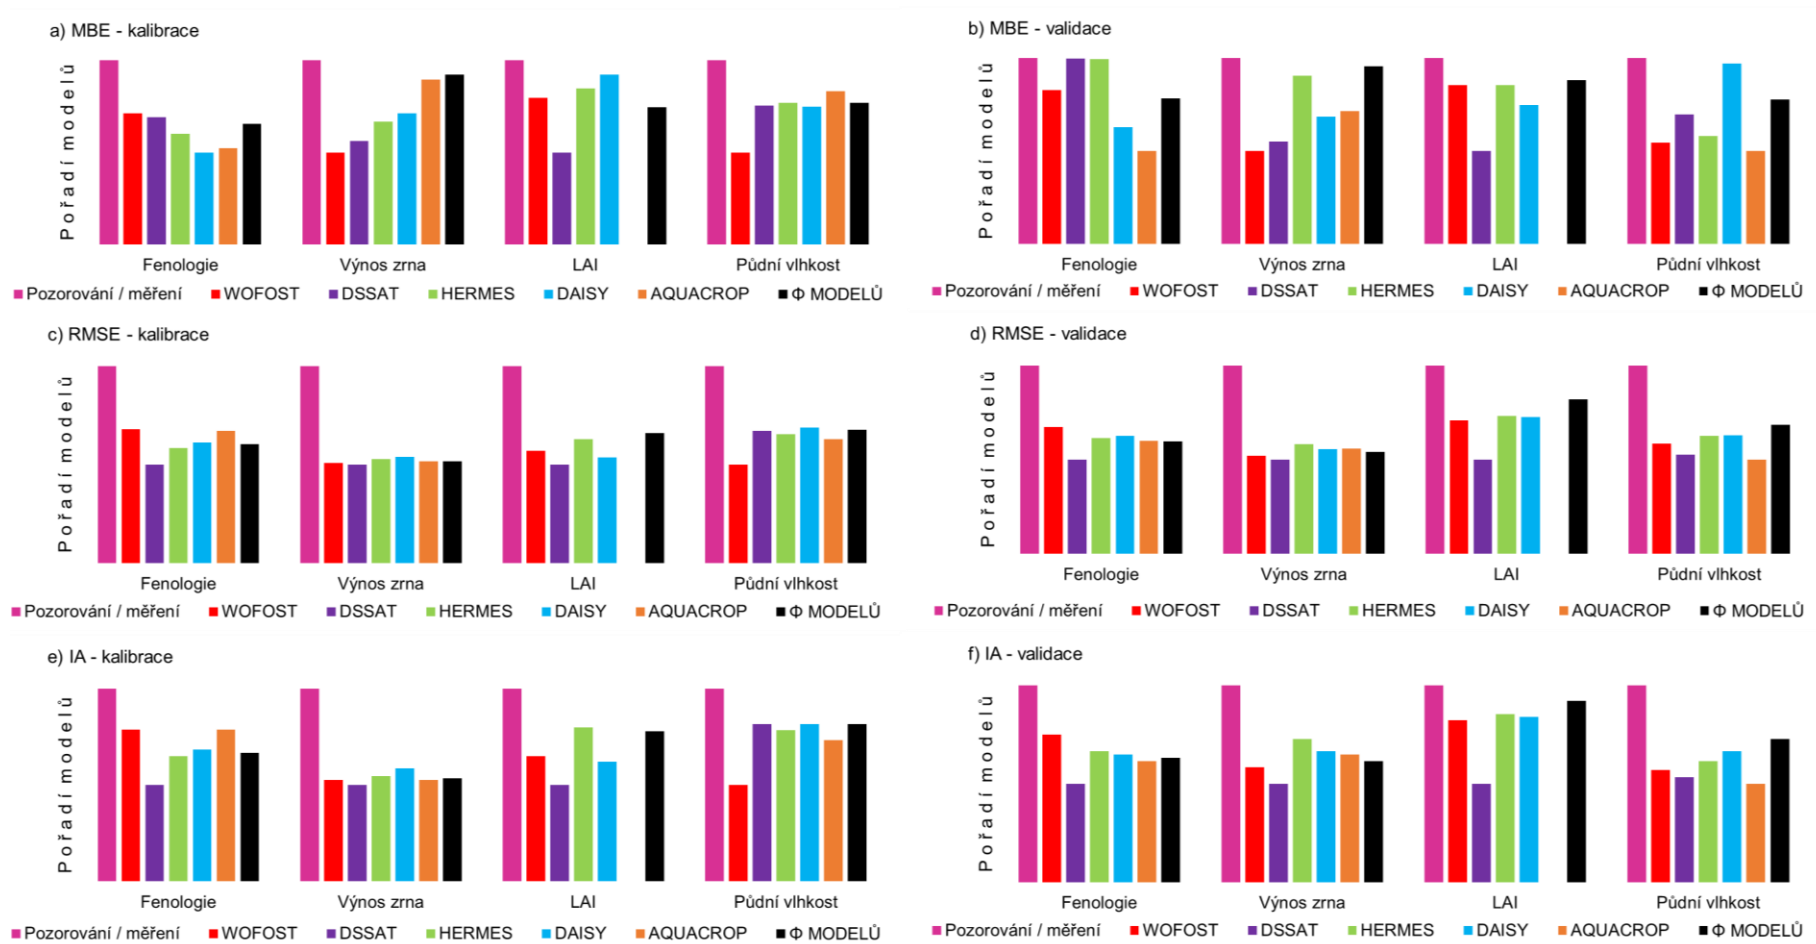 a) MBE - kalibrace
Pořadí modelů
Fenologie Výnos zrna LAI Půdní vlhkost
Pozorování / měření WOFOST DSSAT HERMES DAISY AQUACROP Φ MODELŮ
b) MBE - validace
Pořadí modelů
Fenologie Výnos zrna LAI Půdní vlhkost
Pozorování / měření WOFOST DSSAT HERMES DAISY AQUACROP Φ MODELŮ
c) RMSE - kalibrace
Pořadí modelů
Fenologie Výnos zrna LAI Půdní vlhkost
Pozorování / měření WOFOST DSSAT HERMES DAISY AQUACROP Φ MODELŮ
d) RMSE - validace
Pořadí modelů
Fenologie Výnos zrna LAI Půdní vlhkost
Pozorování / měření WOFOST DSSAT HERMES DAISY AQUACROP Φ MODELŮ
e) IA - kalibrace
Pořadí modelů
Fenologie Výnos zrna LAI Půdní vlhkost
Pozorování / měření WOFOST DSSAT HERMES DAISY AQUACROP Φ MODELŮ
f) IA - validace
Pořadí modelů
Fenologie Výnos zrna LAI Půdní vlhkost
Pozorování / měření WOFOST DSSAT HERMES DAISY AQUACROP Φ MODELŮ